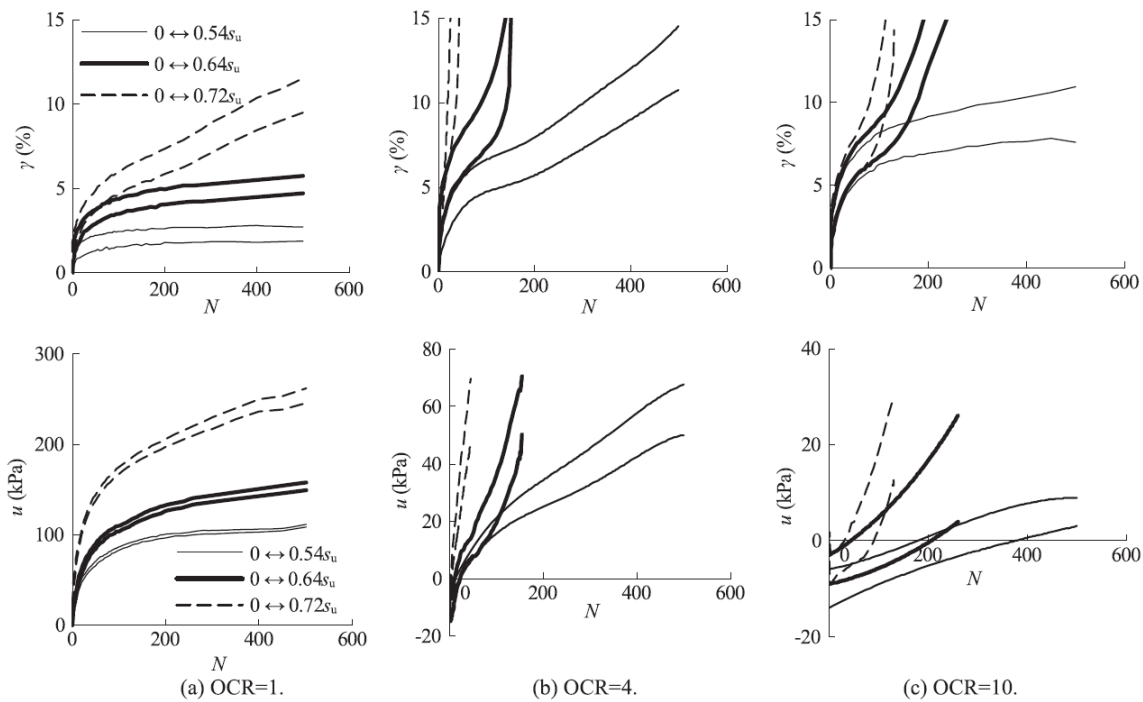 15
10
5
0
γ (%)
0 ↔ 0.54su
0 ↔ 0.64su
0 ↔ 0.72su
0
200
400
600
N
15
10
5
0
γ (%)
0
200
400
600
N
15
10
5
0
γ (%)
0
200
400
600
N
300
200
100
0
u (kPa)
0 ↔ 0.54su
0 ↔ 0.64su
0 ↔ 0.72su
0
200
400
600
N
80
60
40
20
0
-20
u (kPa)
0
200
400
600
N
40
20
0
-20
u (kPa)
0
200
400
600
N
(a) OCR=1.
(b) OCR=4.
(c) OCR=10.